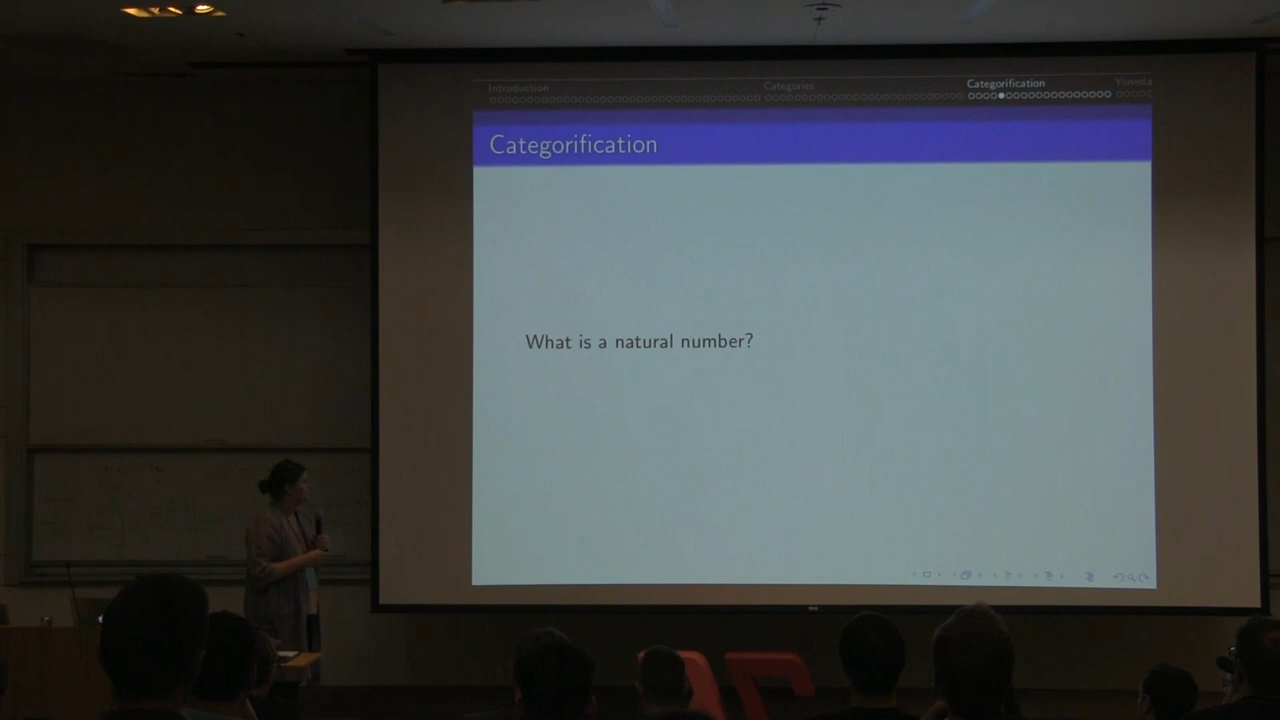 Introduction Categories Categorification Yoneda
Categorification
What is a natural number?